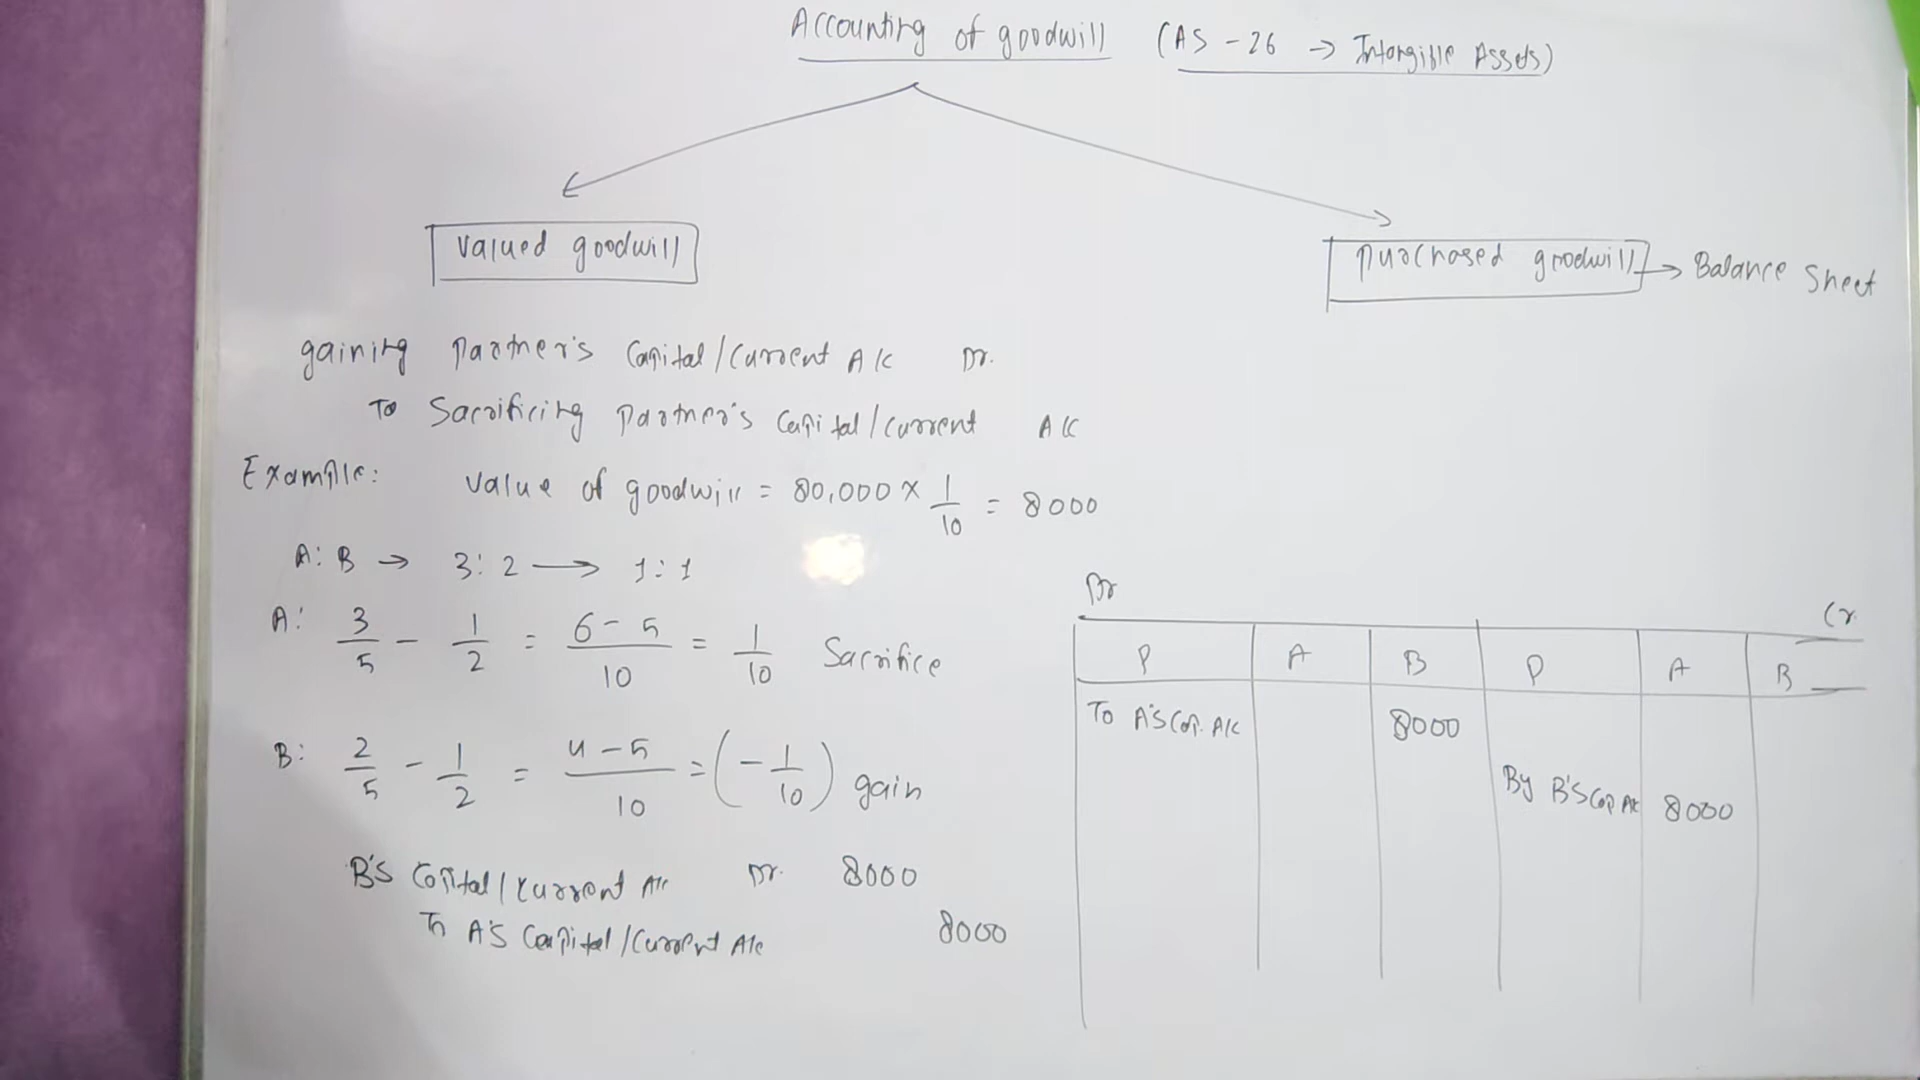 Accounting of goodwill (AS - 26 → Intangible Assets)
Valued goodwill
purchased goodwill → Balance Sheet
gaining Partner's Capital/Current A/c Dr.
To Sacrificing Partner's Capital/Current A/c
Example: Value of goodwill = 80,000 × 1/10 = 8000
A: B → 3: 2 → 1:1
A: 3/5 - 1/2 = 6-5/10 = 1/10 Sacrifice
B: 2/5 - 1/2 = 4-5/10 = (-1/10) gain
B's Capital/Current A/c Dr. 8000
To A's Capital/Current A/c 8000
Dr Cr
P A B P A B
To A's Cap. A/c 8000
By B's Cap A/c 8000